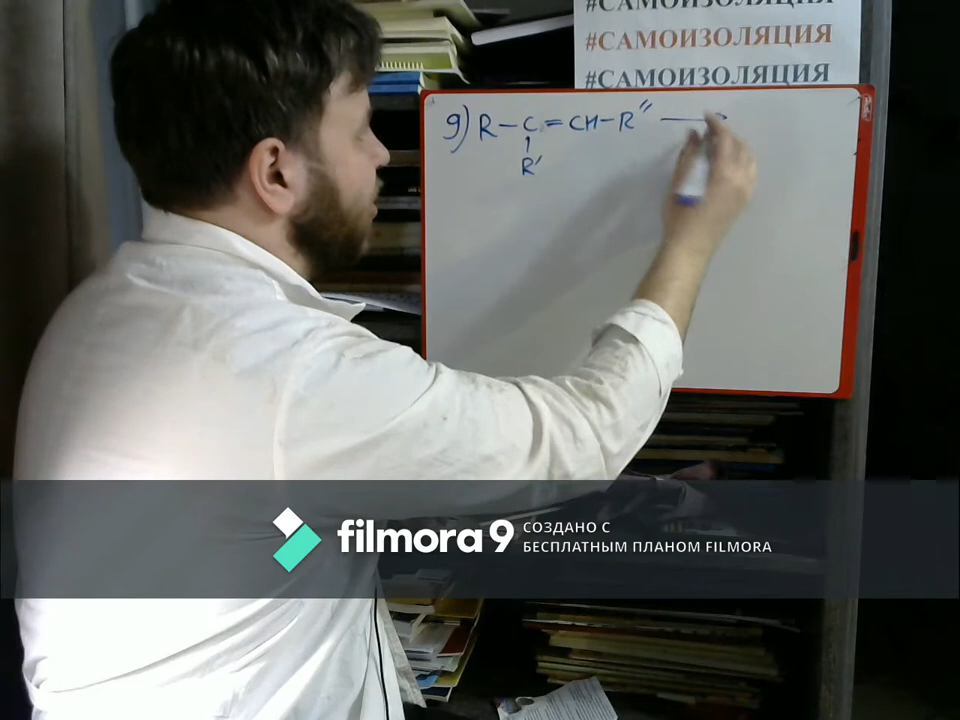 #САМОИЗОЛЯЦИЯ
#САМОИЗОЛЯЦИЯ
#САМОИЗОЛЯЦИЯ
9) R – C = CH – R″ →
R′
filmora 9
СОЗДАНО С
БЕСПЛАТНЫМ ПЛАНОМ FILMORA